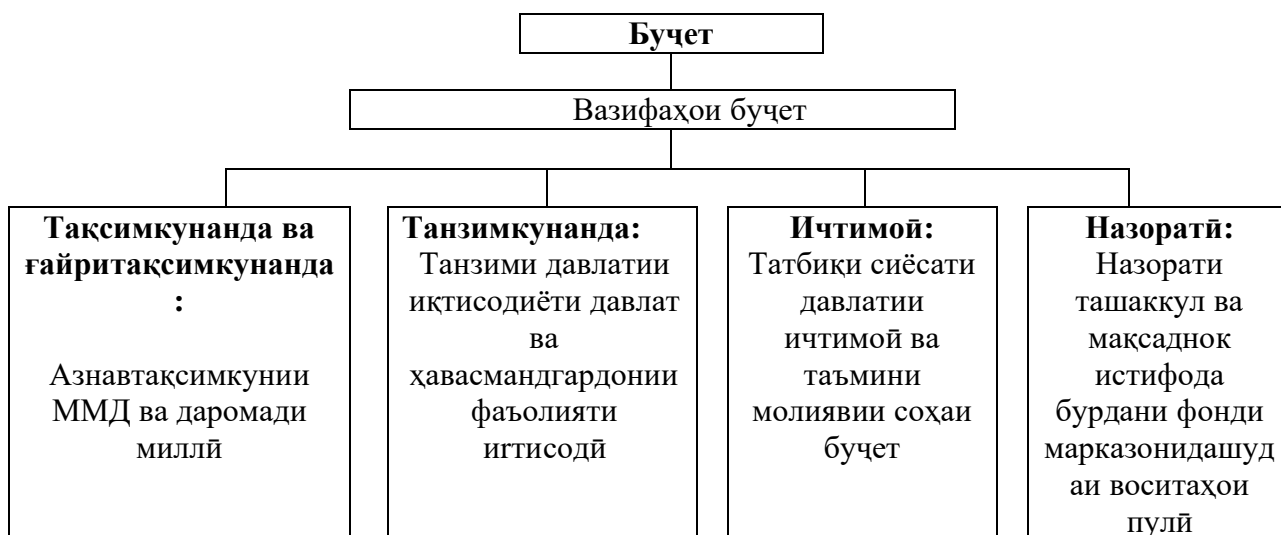 Буҷет
Вазифаҳои буҷет
Тақсимкунанда ва
ғайритақсимкунанда
:
Азнавтақсимкунии
ММД ва даромади
миллӣ
Танзимкунанда:
Танзими давлатии
иқтисодиёти давлат
ва
ҳавасмандгардонии
фаъолияти
иrтисодӣ
Иҷтимоӣ:
Татбиқи сиёсати
давлатии
иҷтимоӣ ва
таъмини
молиявии соҳаи
буҷет
Назоратӣ:
Назорати
ташаккул ва
мақсаднок
истифода
бурдани фонди
марказонидашуд
аи воситаҳои
пулӣ